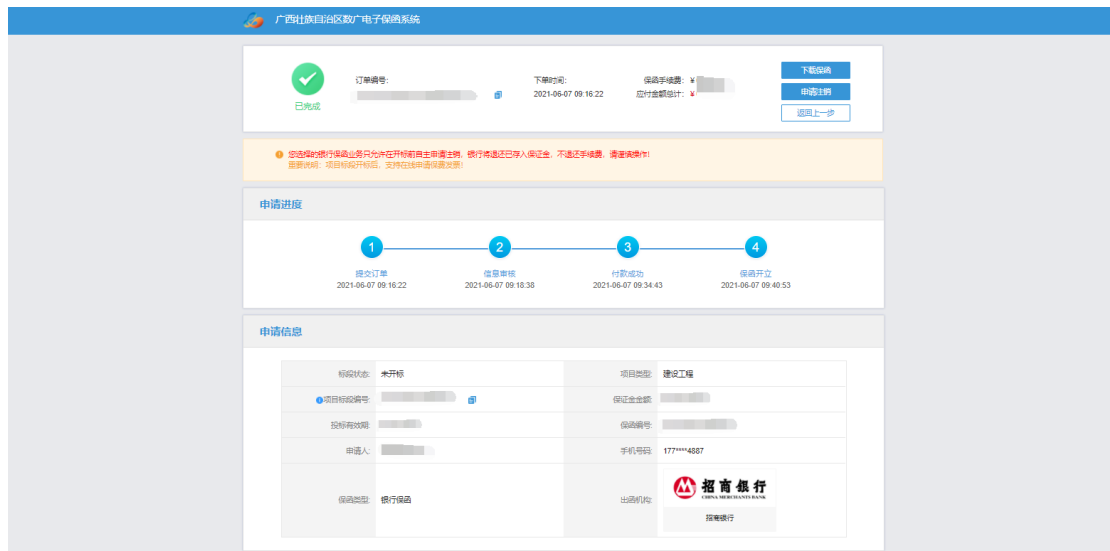 广西壮族自治区数广电子保函系统
已完成
订单编号:
下单时间:
2021-06-07 09:16:22
保函手续费: ¥
应付金额总计: ¥
下载保函
申请注销
返回上一步
您选择的银行保函业务只允许在开标前自主申请注销，银行将退还已存入保证金，不退还手续费，请谨慎操作!
重要说明：项目标段开标后，支持在线申请保费发票!
申请进度
1 2 3 4
提交订单 信息审核 付款成功 保函开立
2021-06-07 09:16:22 2021-06-07 09:18:38 2021-06-07 09:34:43 2021-06-07 09:40:53
申请信息
标段状态: 未开标 项目类型: 建设工程
项目标段编号: 保证金金额:
投标有效期: 保函编号:
申请人: 手机号码: 177****4887
保函类型: 银行保函 出函机构:
招商银行
CHINA MERCHANTS BANK
招商银行